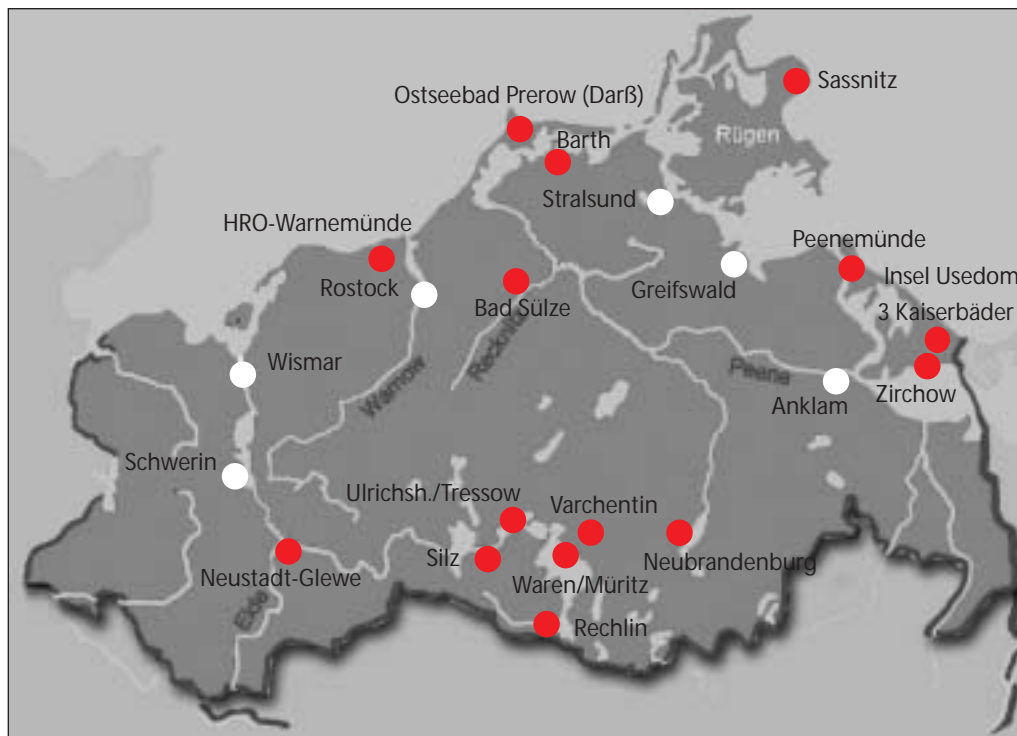 Sassnitz
Ostseebad Prerow (Darß)
Rügen
Barth
Stralsund
HRO-Warnemünde
Peenemünde
Insel Usedom
Rostock
Bad Sülze
Greifswald
3 Kaiserbäder
Recknitz
Wismar
Warnow
Peene
Zirchow
Anklam
Schwerin
Ulrichsh./Tressow
Varchentin
Silz
Neubrandenburg
Neustadt-Glewe
Waren/Müritz
Elde
Rechlin